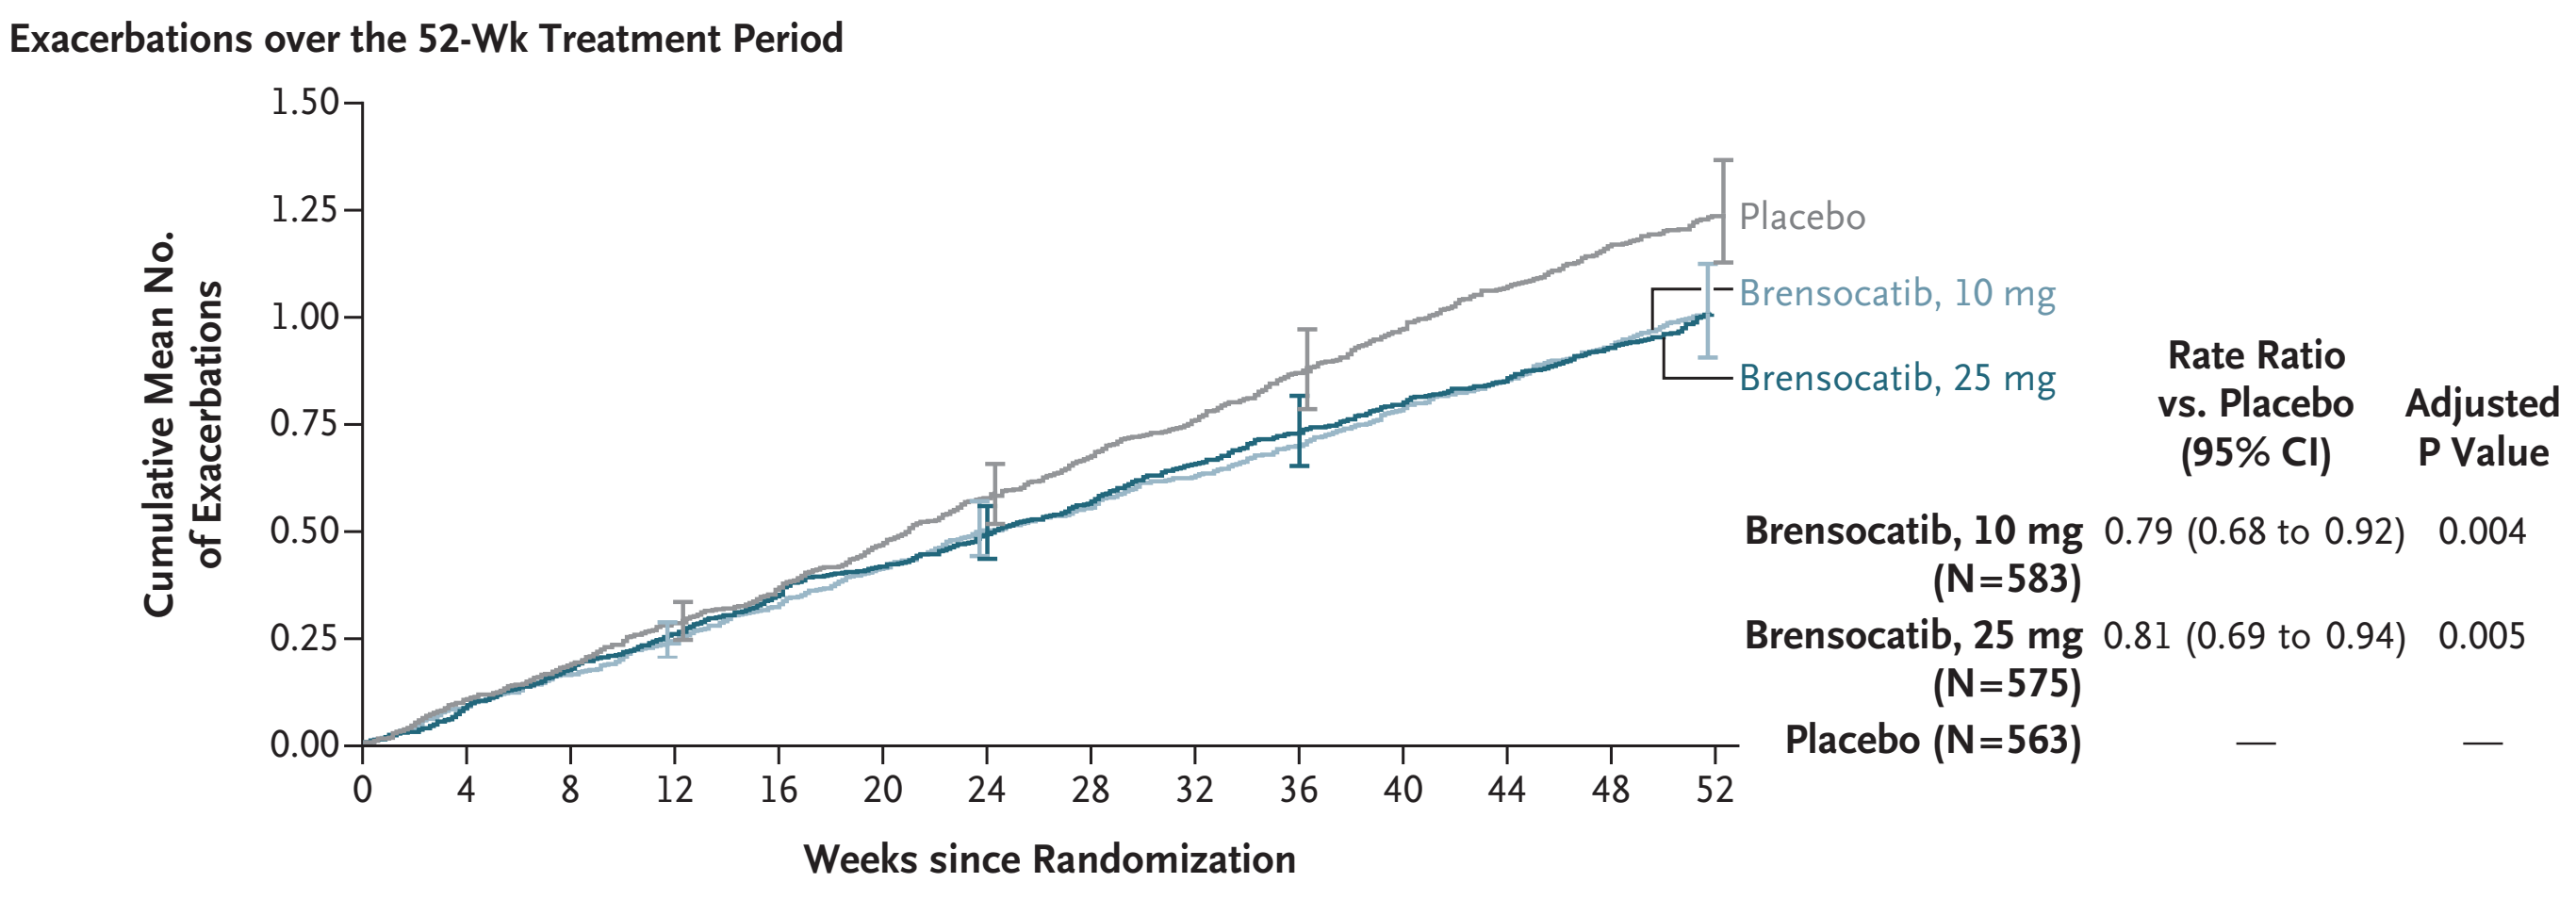 Exacerbations over the 52-Wk Treatment Period
Cumulative Mean No.
of Exacerbations
1.50
1.25
1.00
0.75
0.50
0.25
0.00
0 4 8 12 16 20 24 28 32 36 40 44 48 52
Weeks since Randomization
Placebo
Brensocatib, 10 mg
Brensocatib, 25 mg
Rate Ratio
vs. Placebo
(95% CI)
Adjusted
P Value
Brensocatib, 10 mg 0.79 (0.68 to 0.92) 0.004
(N=583)
Brensocatib, 25 mg 0.81 (0.69 to 0.94) 0.005
(N=575)
Placebo (N=563) — —